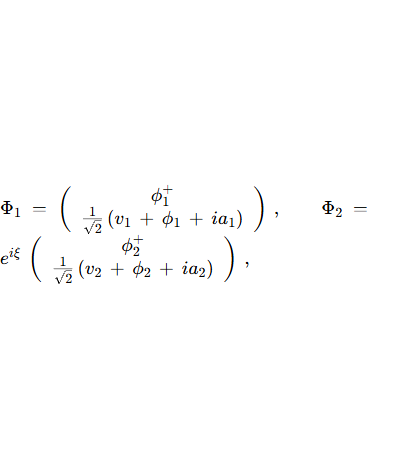 Φ₁ = ( ϕ₁⁺ ; 1/√2 (v₁ + ϕ₁ + ia₁) ) , Φ₂ =
e^{iξ} ( ϕ₂⁺ ; 1/√2 (v₂ + ϕ₂ + ia₂) ) ,